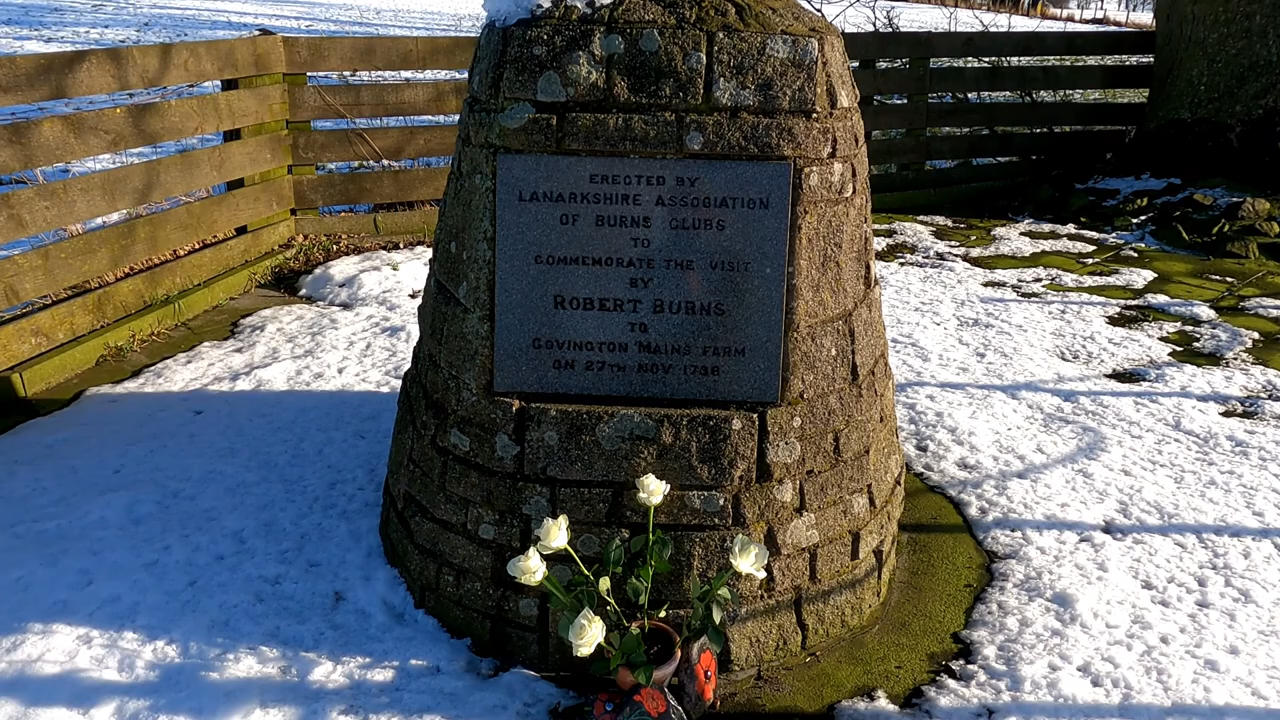 ERECTED BY
LANARKSHIRE ASSOCIATION
OF BURNS CLUBS
TO
COMMEMORATE THE VISIT
BY
ROBERT BURNS
TO
COVINGTON MAINS FARM
ON 27TH NOV 1786